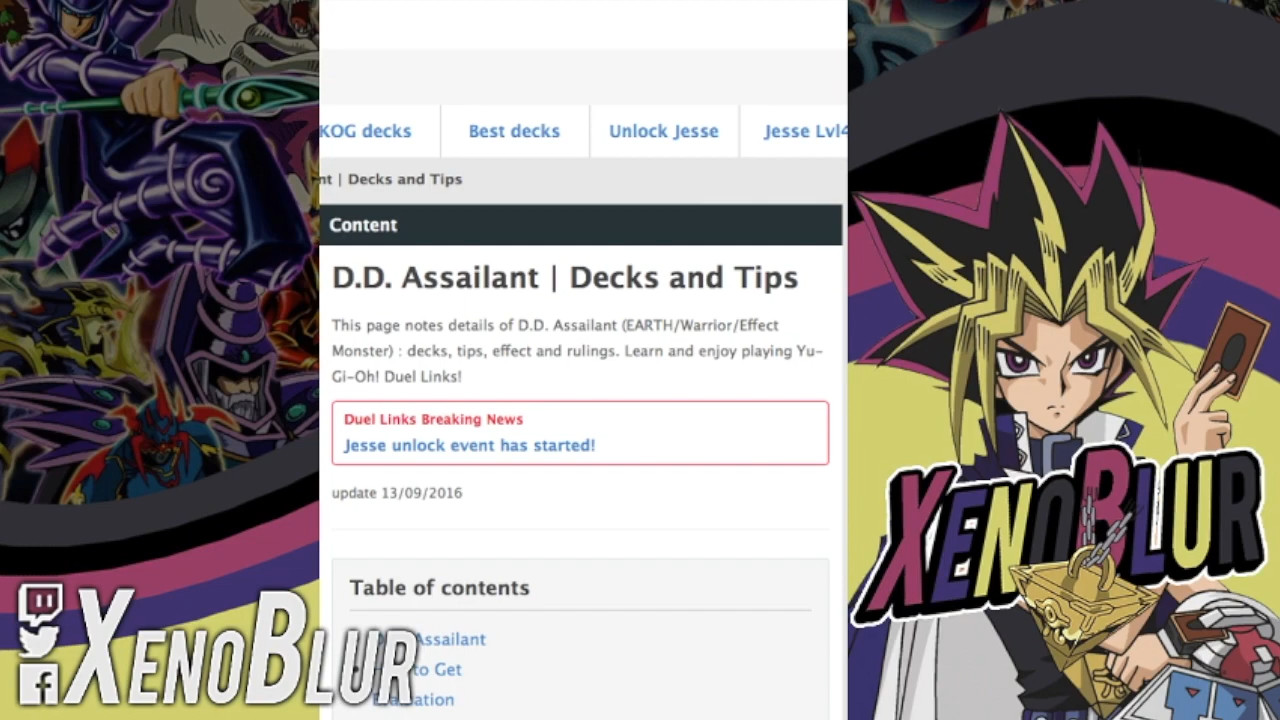 KOG decks
Best decks
Unlock Jesse
Jesse Lvl4
| Decks and Tips
Content
D.D. Assailant | Decks and Tips
This page notes details of D.D. Assailant (EARTH/Warrior/Effect
Monster) : decks, tips, effect and rulings. Learn and enjoy playing Yu-
Gi-Oh! Duel Links!
Duel Links Breaking News
Jesse unlock event has started!
update 13/09/2016
Table of contents
Assailant
to Get
XENOBLUR
XENOBLUR